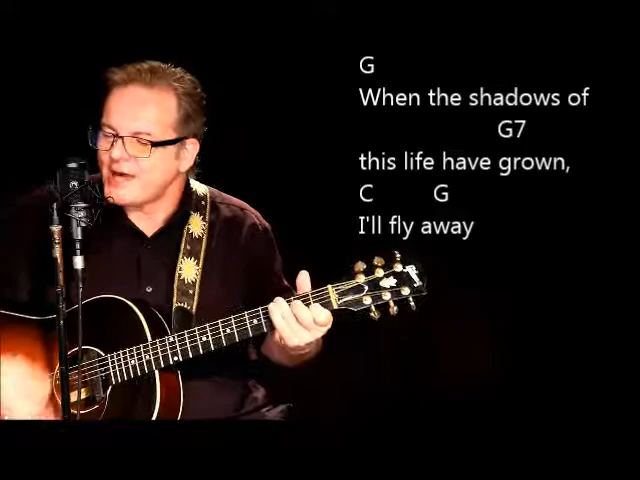 G
When the shadows of
G7
this life have grown,
C G
I'll fly away